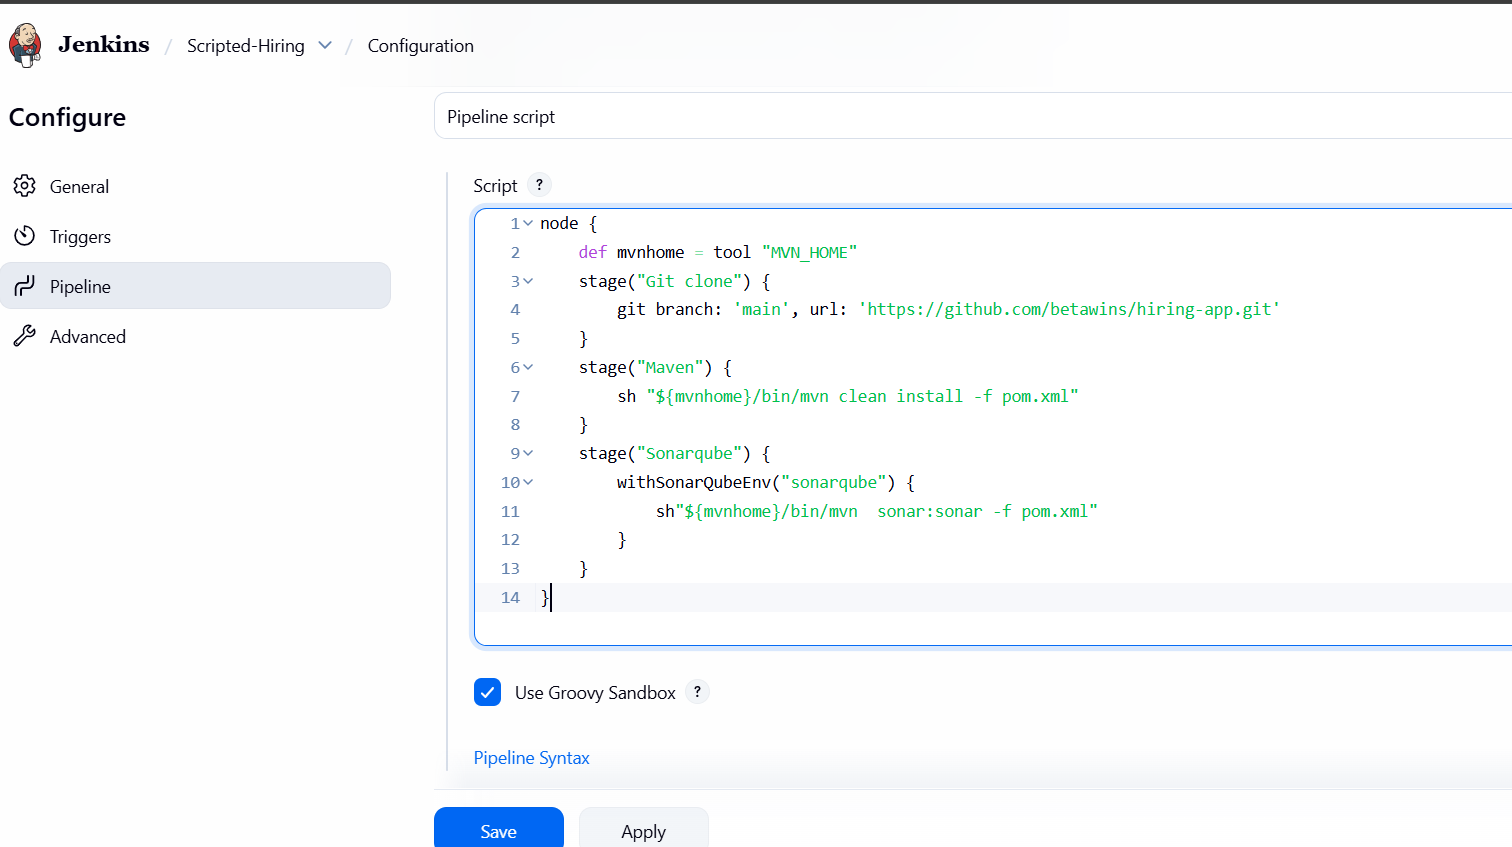 Jenkins / Scripted-Hiring / Configuration
Configure
General
Triggers
Pipeline
Advanced
Pipeline script
Script ?
1 node {
2     def mvnhome = tool "MVN_HOME"
3     stage("Git clone") {
4         git branch: 'main', url: 'https://github.com/betawins/hiring-app.git'
5     }
6     stage("Maven") {
7         sh "${mvnhome}/bin/mvn clean install -f pom.xml"
8     }
9     stage("Sonarqube") {
10         withSonarQubeEnv("sonarqube") {
11             sh"${mvnhome}/bin/mvn  sonar:sonar -f pom.xml"
12         }
13     }
14 }
Use Groovy Sandbox ?
Pipeline Syntax
Save Apply